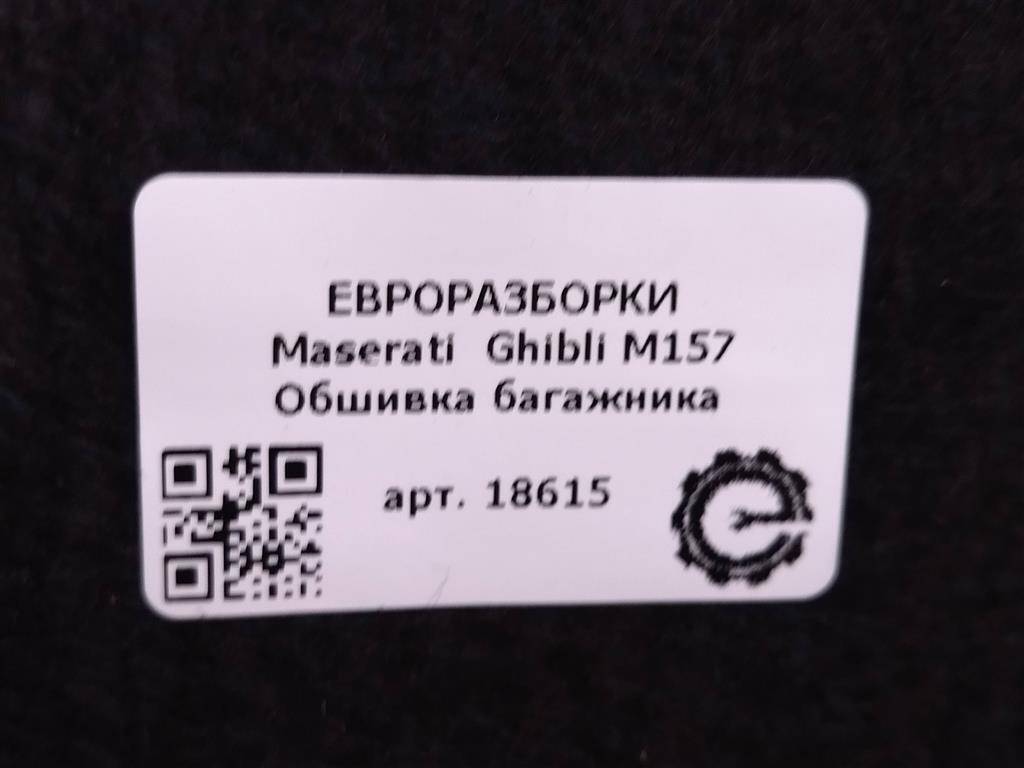 ЕВРОРАЗБОРКИ
Maserati Ghibli M157
Обшивка багажника
арт. 18615